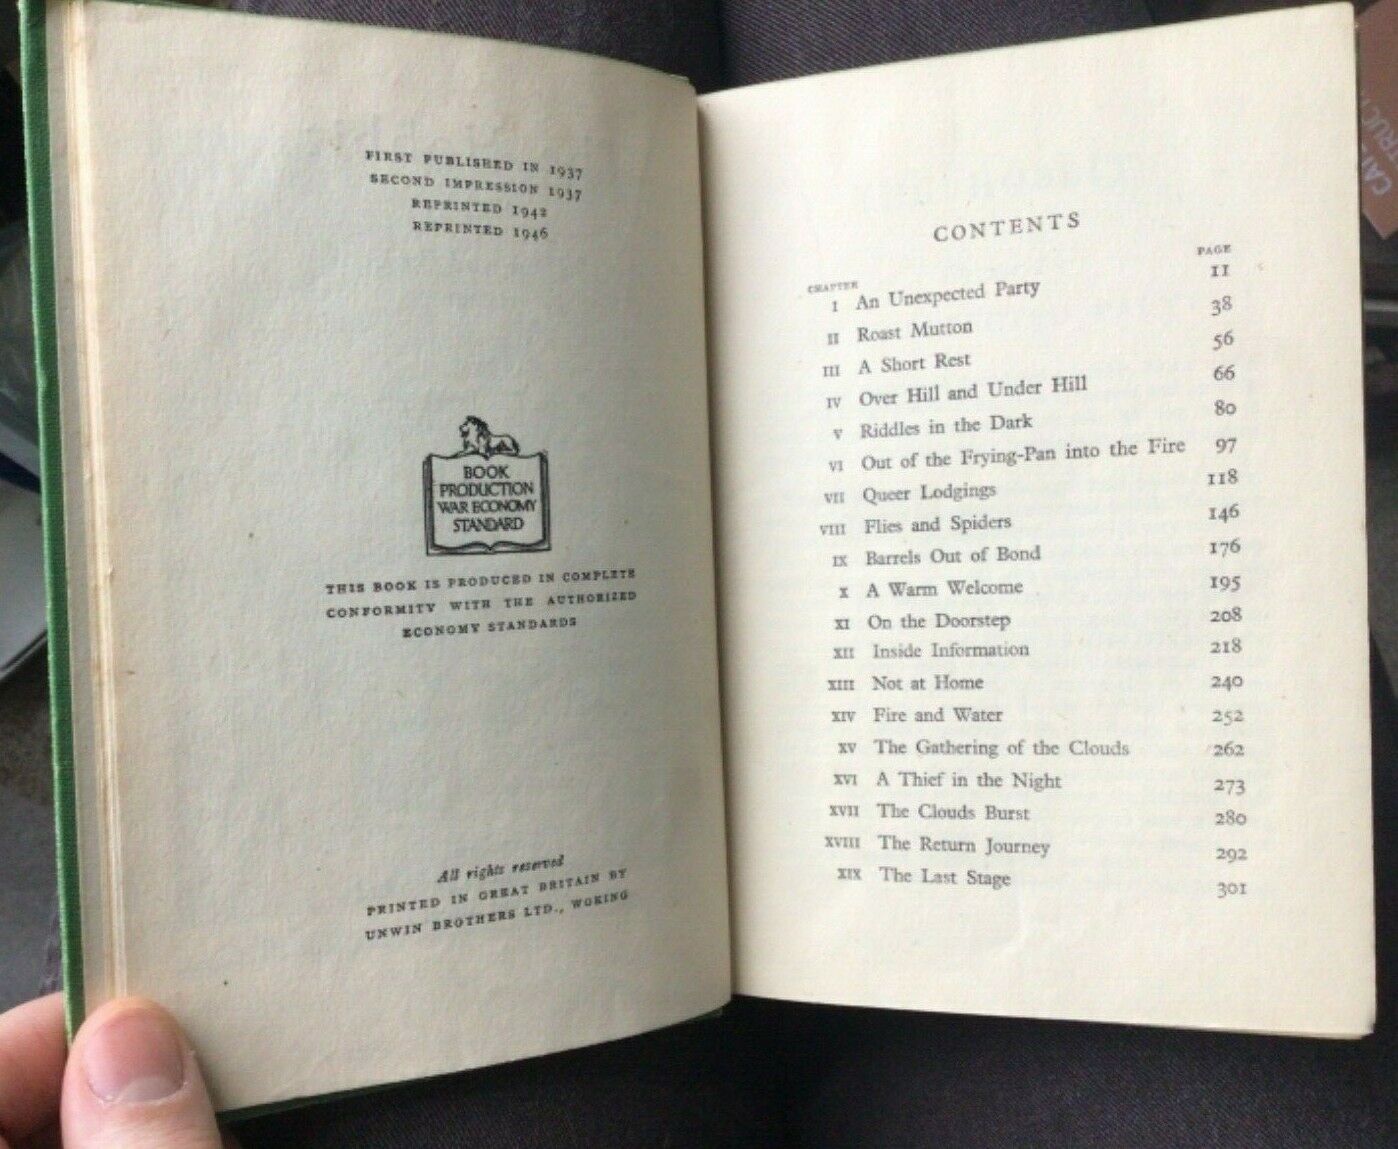 FIRST PUBLISHED IN 1937
SECOND IMPRESSION 1937
REPRINTED 1942
REPRINTED 1946
BOOK
PRODUCTION
WAR ECONOMY
STANDARD
THIS BOOK IS PRODUCED IN COMPLETE
CONFORMITY WITH THE AUTHORIZED
ECONOMY STANDARDS
All rights reserved
PRINTED IN GREAT BRITAIN BY
UNWIN BROTHERS LTD., WOKING
CONTENTS
CHAPTER PAGE
I An Unexpected Party 11
II Roast Mutton 38
III A Short Rest 56
IV Over Hill and Under Hill 66
V Riddles in the Dark 80
VI Out of the Frying-Pan into the Fire 97
VII Queer Lodgings 118
VIII Flies and Spiders 146
IX Barrels Out of Bond 176
X A Warm Welcome 195
XI On the Doorstep 208
XII Inside Information 218
XIII Not at Home 240
XIV Fire and Water 252
XV The Gathering of the Clouds 262
XVI A Thief in the Night 273
XVII The Clouds Burst 280
XVIII The Return Journey 292
XIX The Last Stage 301